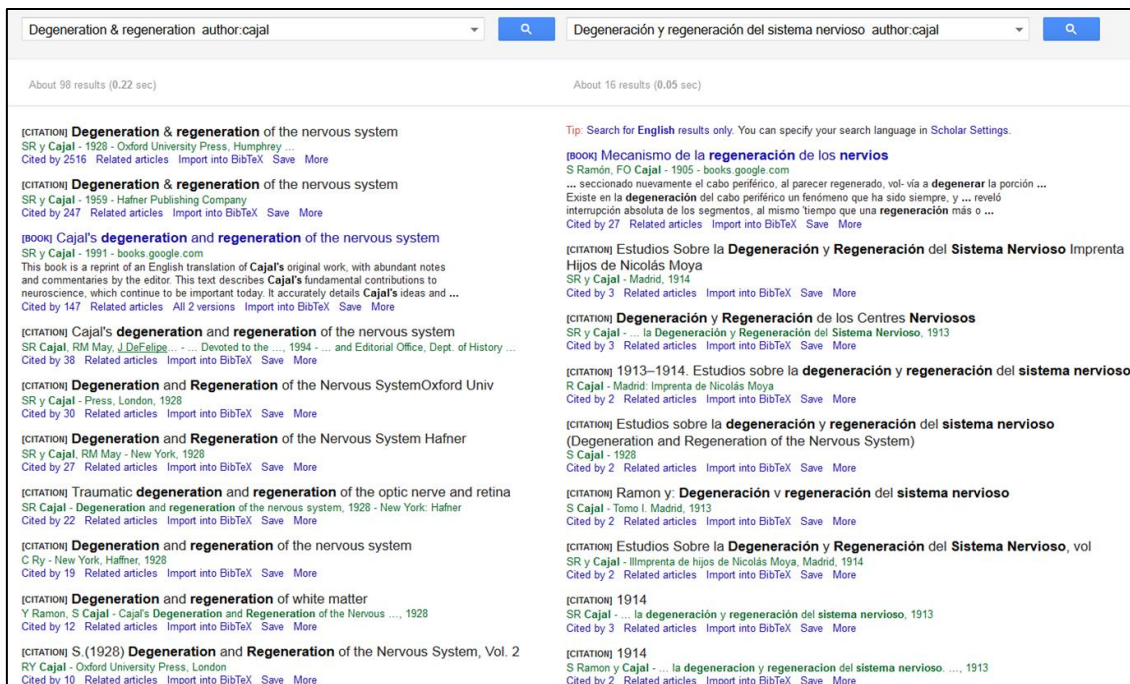 Degeneration & regeneration author:cajal
About 98 results (0.22 sec)
[CITATION] Degeneration & regeneration of the nervous system
SR y Cajal - 1928 - Oxford University Press, Humphrey ...
Cited by 2516 Related articles Import into BibTeX Save More
[CITATION] Degeneration & regeneration of the nervous system
SR y Cajal - 1959 - Hafner Publishing Company
Cited by 247 Related articles Import into BibTeX Save More
[BOOK] Cajal's degeneration and regeneration of the nervous system
SR y Cajal - 1991 - books.google.com
This book is a reprint of an English translation of Cajal's original work, with abundant notes
and commentaries by the editor. This text describes Cajal's fundamental contributions to
neuroscience, which continue to be important today. It accurately details Cajal's ideas and ...
Cited by 147 Related articles All 2 versions Import into BibTeX Save More
[CITATION] Cajal's degeneration and regeneration of the nervous system
SR Cajal, RM May, J DeFelipe... - ... Devoted to the ..., 1994 - ... and Editorial Office, Dept. of History ...
Cited by 38 Related articles Import into BibTeX Save More
[CITATION] Degeneration and Regeneration of the Nervous SystemOxford Univ
SR y Cajal - Press, London, 1928
Cited by 30 Related articles Import into BibTeX Save More
[CITATION] Degeneration and Regeneration of the Nervous System Hafner
SR y Cajal, RM May - New York, 1928
Cited by 27 Related articles Import into BibTeX Save More
[CITATION] Traumatic degeneration and regeneration of the optic nerve and retina
SR Cajal - Degeneration and regeneration of the nervous system, 1928 - New York: Hafner
Cited by 22 Related articles Import into BibTeX Save More
[CITATION] Degeneration and regeneration of the nervous system
C Ry - New York, Haffner, 1928
Cited by 19 Related articles Import into BibTeX Save More
[CITATION] Degeneration and regeneration of white matter
Y Ramon, S Cajal - Cajal's Degeneration and Regeneration of the Nervous ..., 1928
Cited by 12 Related articles Import into BibTeX Save More
[CITATION] S.(1928) Degeneration and Regeneration of the Nervous System, Vol. 2
RY Cajal - Oxford University Press, London
Cited by 10 Related articles Import into BibTeX Save More
Degeneración y regeneración del sistema nervioso author:cajal
About 16 results (0.05 sec)
Tip: Search for English results only. You can specify your search language in Scholar Settings.
[BOOK] Mecanismo de la regeneración de los nervios
S Ramón, FO Cajal - 1905 - books.google.com
... seccionado nuevamente el cabo periférico, al parecer regenerado, vol- vía a degenerar la porción ...
Existe en la degeneración del cabo periférico un fenómeno que ha sido siempre, y ... reveló
interrupción absoluta de los segmentos, al mismo 'tiempo que una regeneración más o ...
Cited by 27 Related articles Import into BibTeX Save More
[CITATION] Estudios Sobre la Degeneración y Regeneración del Sistema Nervioso Imprenta
Hijos de Nicolás Moya
SR y Cajal - Madrid, 1914
Cited by 3 Related articles Import into BibTeX Save More
[CITATION] Degeneración y Regeneración de los Centres Nerviosos
SR y Cajal - ... la Degeneración y Regeneración del Sistema Nervioso, 1913
Cited by 3 Related articles Import into BibTeX Save More
[CITATION] 1913–1914. Estudios sobre la degeneración y regeneración del sistema nervioso
R Cajal - Madrid: Imprenta de Nicolás Moya
Cited by 2 Related articles Import into BibTeX Save More
[CITATION] Estudios sobre la degeneración y regeneración del sistema nervioso
(Degeneration and Regeneration of the Nervous System)
S Cajal - 1928
Cited by 2 Related articles Import into BibTeX Save More
[CITATION] Ramon y: Degeneración v regeneración del sistema nervioso
S Cajal - Tomo I. Madrid, 1913
Cited by 2 Related articles Import into BibTeX Save More
[CITATION] Estudios Sobre la Degeneración y Regeneración del Sistema Nervioso, vol
SR y Cajal - IIImprenta de hijos de Nicolás Moya, Madrid, 1914
Cited by 2 Related articles Import into BibTeX Save More
[CITATION] 1914
SR Cajal - ... la degeneración y regeneración del sistema nervioso, 1913
Cited by 3 Related articles Import into BibTeX Save More
[CITATION] 1914
S Ramon y Cajal - ... la degeneracion y regeneracion del sistema nervioso. ..., 1913
Cited by 2 Related articles Import into BibTeX Save More